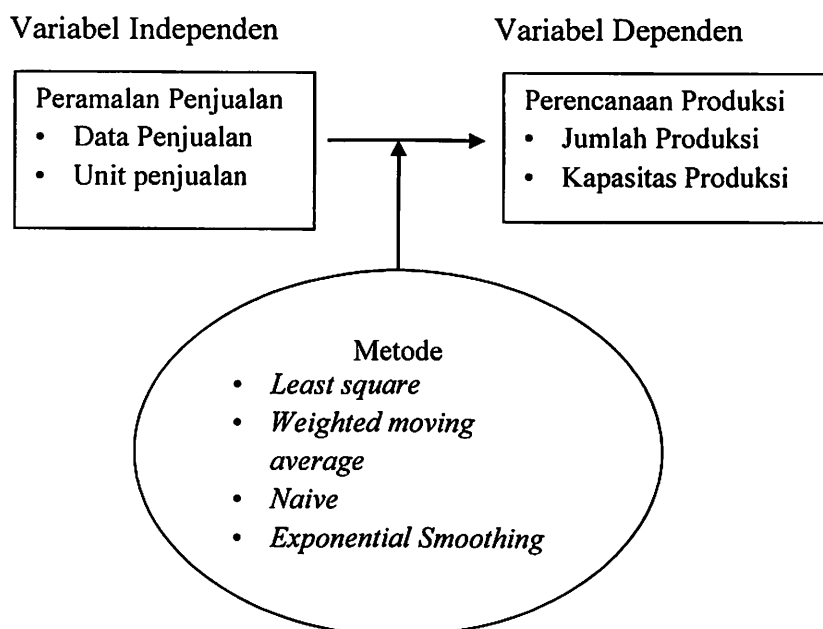 Variabel Independen
Variabel Dependen
Peramalan Penjualan
• Data Penjualan
• Unit penjualan
Perencanaan Produksi
• Jumlah Produksi
• Kapasitas Produksi
Metode
• Least square
• Weighted moving
average
• Naive
• Exponential Smoothing